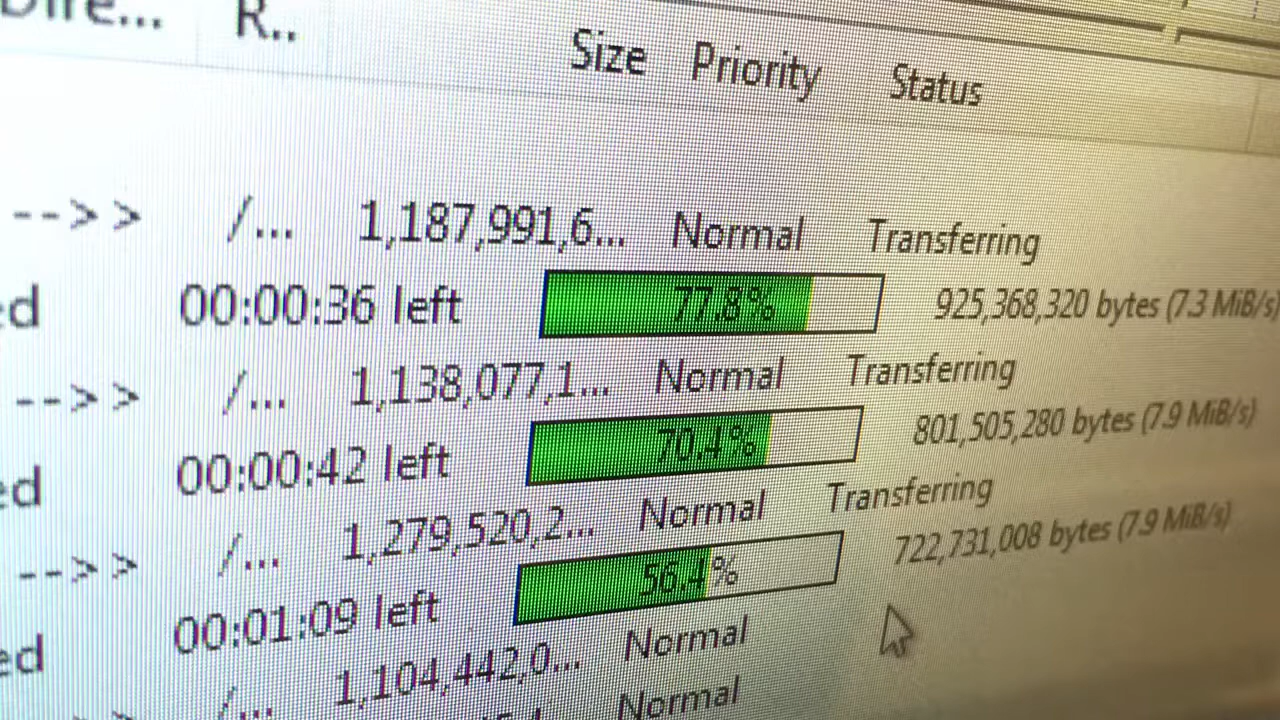 R.. Size Priority Status
-->> /... 1,187,991,6... Normal Transferring
ed 00:00:36 left 77.8% 925,368,320 bytes (7.3 MiB/s)
-->> /... 1,138,077,1... Normal Transferring
ed 00:00:42 left 70.4% 801,505,280 bytes (7.9 MiB/s)
-->> /... 1,279,520,2... Normal Transferring
ed 00:01:09 left 56.4% 722,731,008 bytes (7.9 MiB/s)
/... 1,104,442,0... Normal
Normal